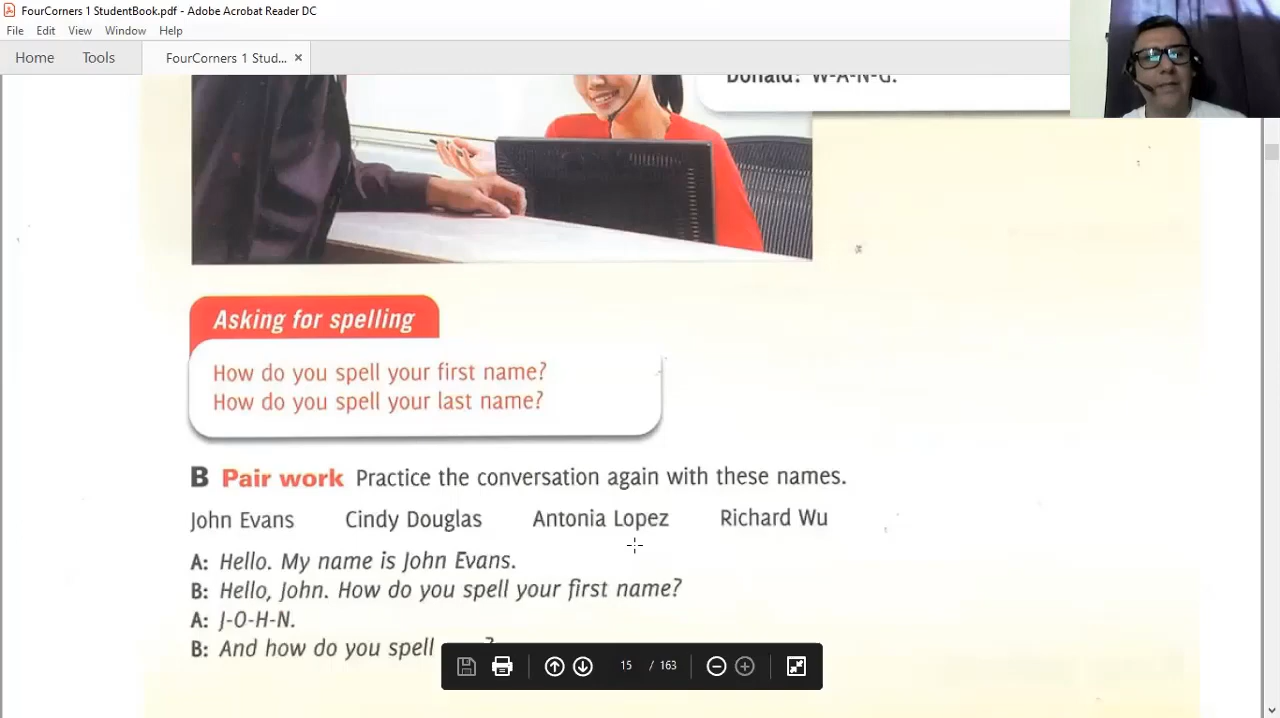 FourCorners 1 StudentBook.pdf - Adobe Acrobat Reader DC
File Edit View Window Help
Home Tools FourCorners 1 Stud... ×
Donald: W-A-N-G.
Asking for spelling
How do you spell your first name?
How do you spell your last name?
B Pair work Practice the conversation again with these names.
John Evans Cindy Douglas Antonia Lopez Richard Wu
A: Hello. My name is John Evans.
B: Hello, John. How do you spell your first name?
A: J-O-H-N.
B: And how do you spell
15 / 163